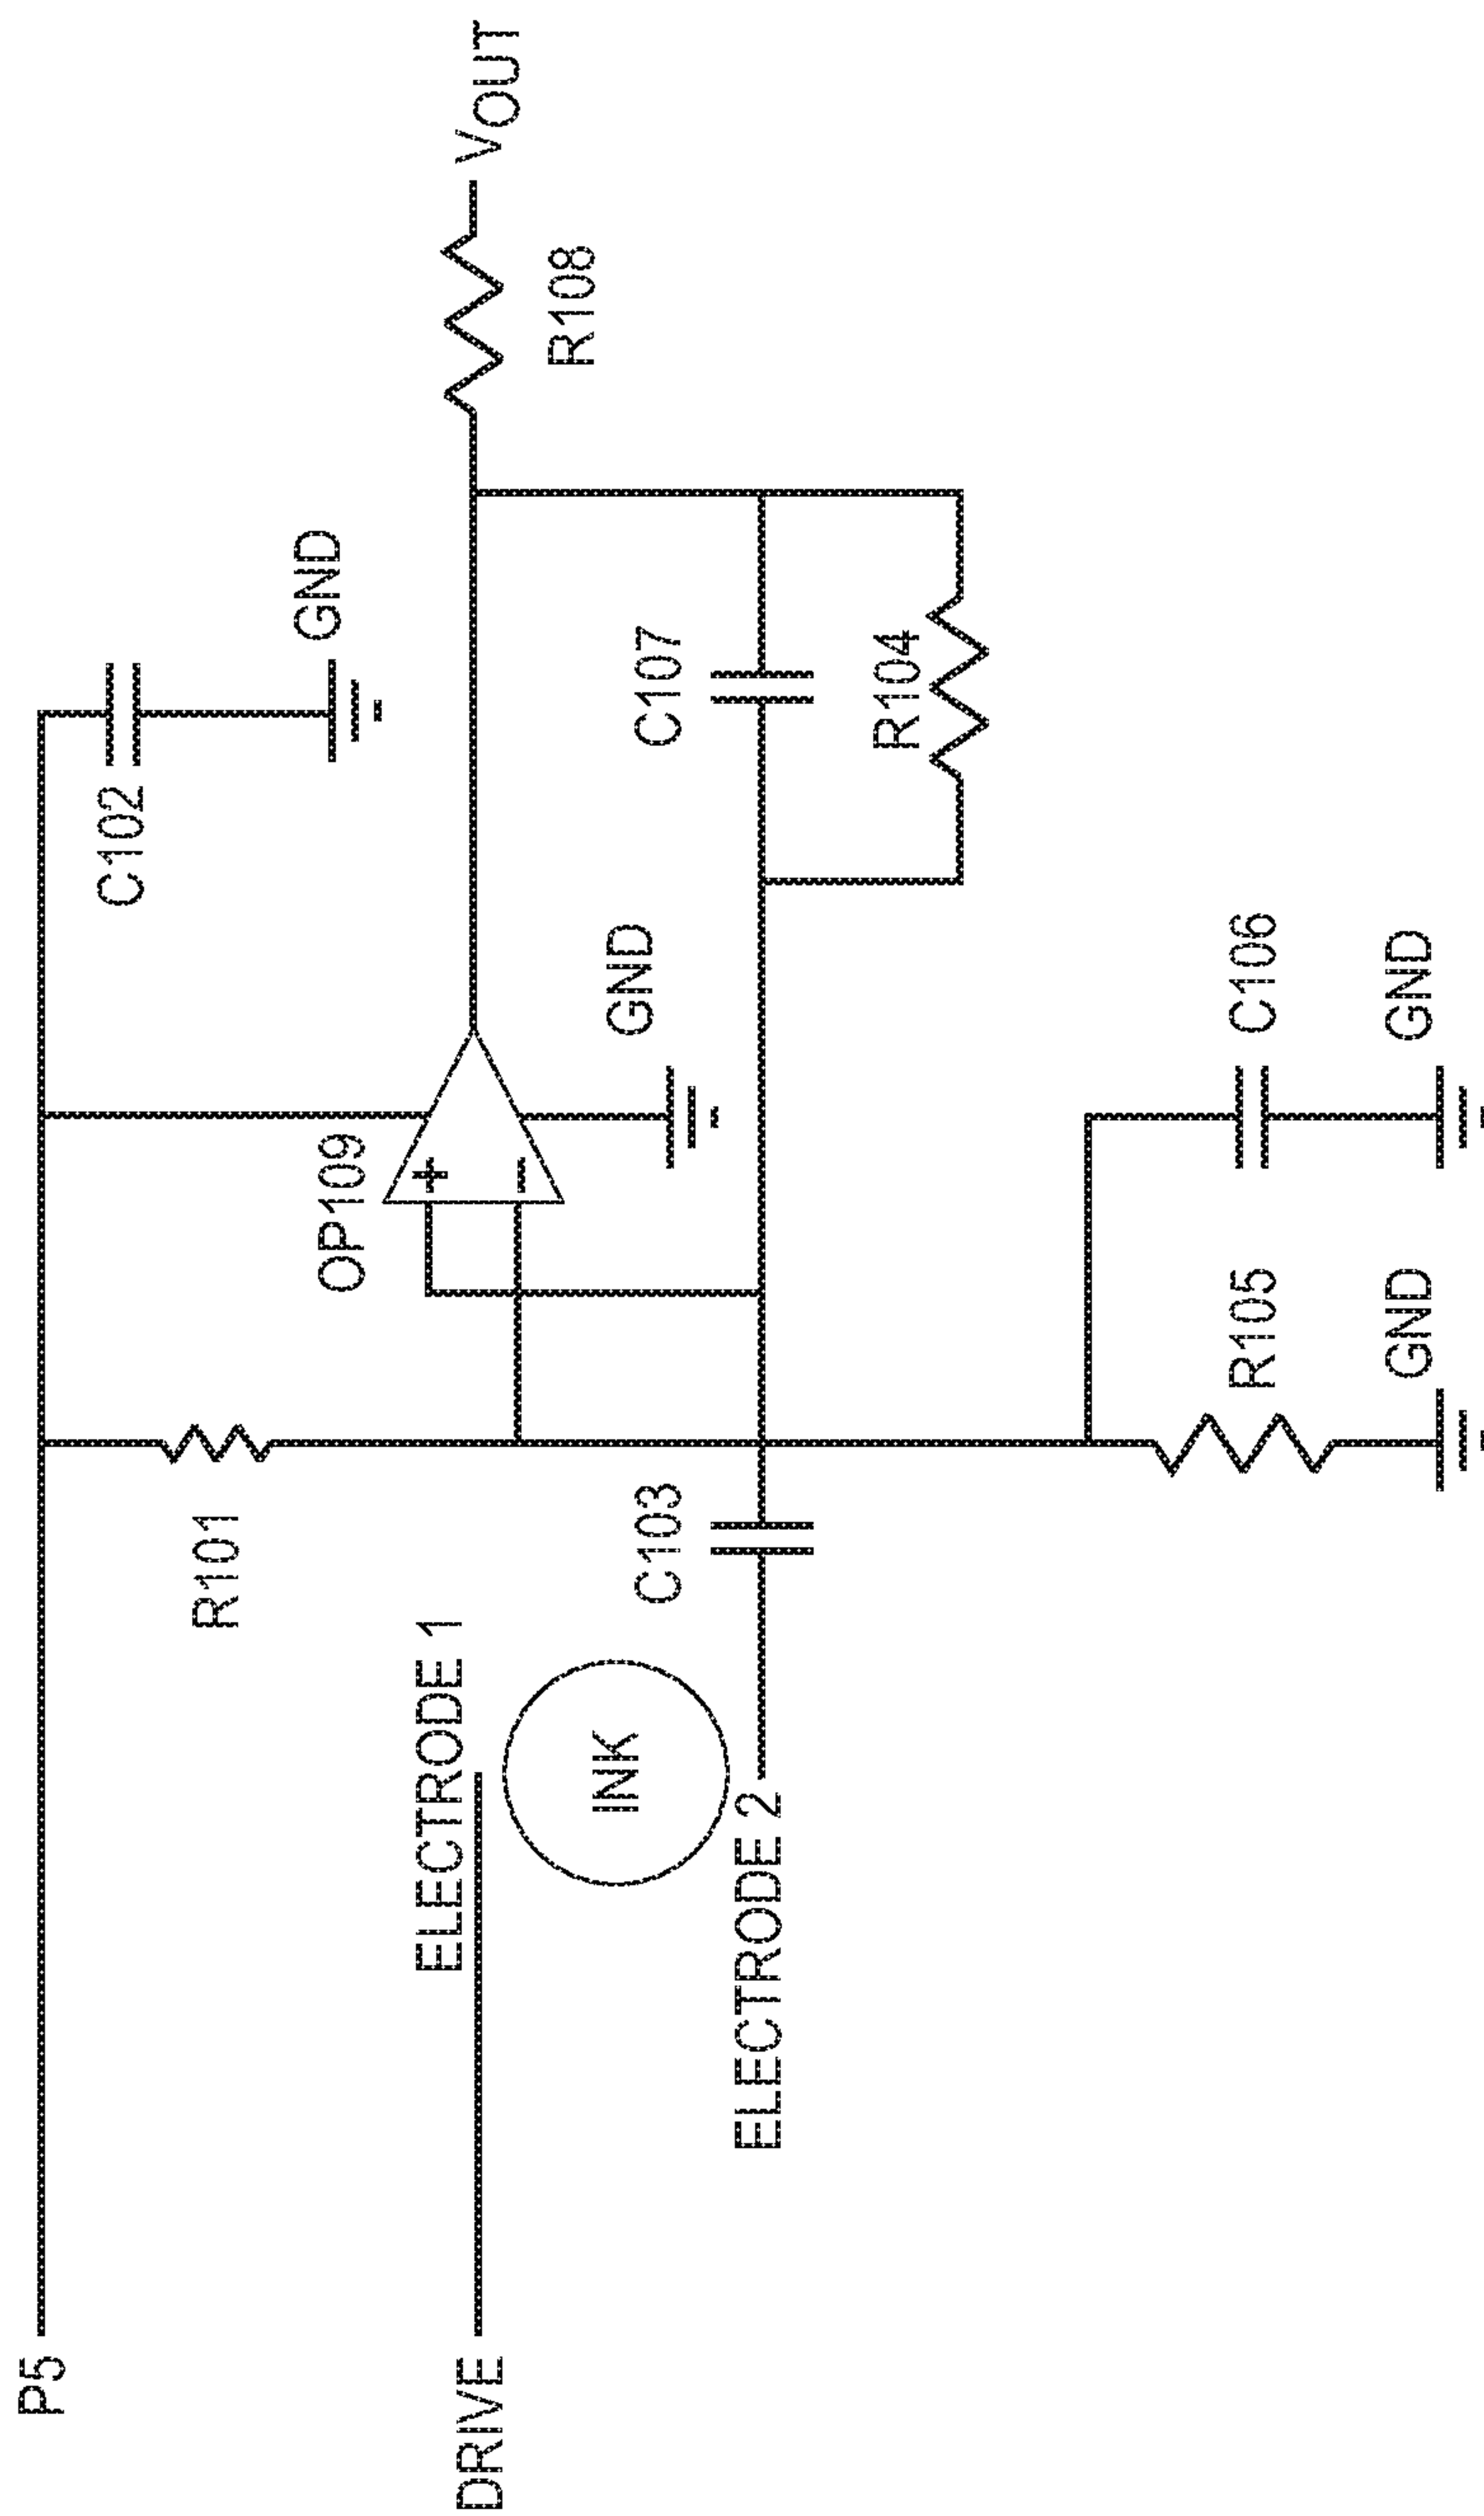 P5
R101
C102
GND
DRIVE
ELECTRODE 1
OP109
+
−
VOUT
R108
INK
GND
ELECTRODE 2
C103
C107
R104
R105
C106
GND
GND